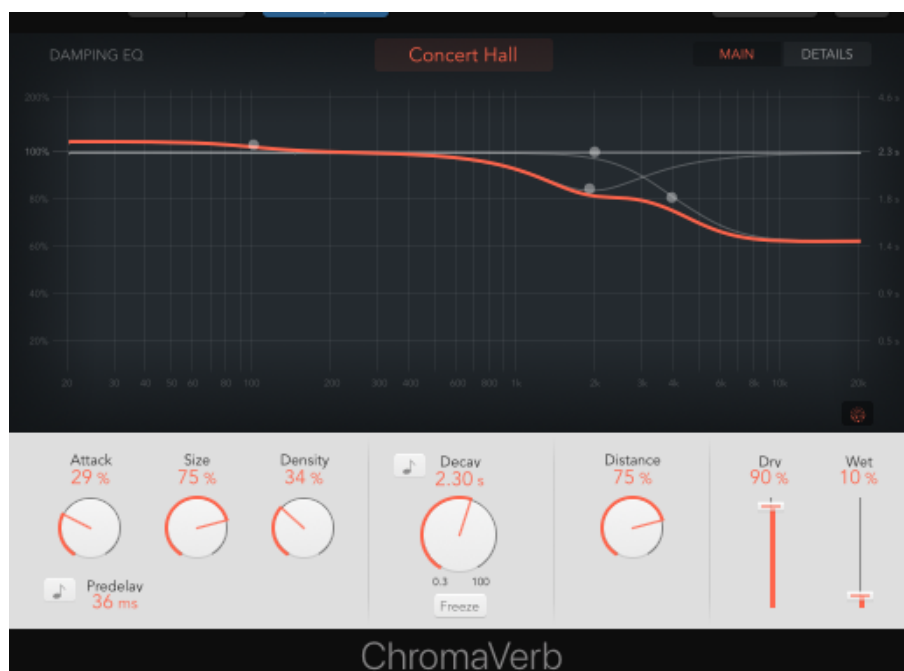 DAMPING EQ Concert Hall MAIN DETAILS
200% 4.6 s
100% 2.3 s
80% 1.8 s
60% 1.4 s
40% 0.9 s
20% 0.5 s
20 30 40 50 60 80 100 200 300 400 600 800 1k 2k 3k 4k 6k 8k 10k 20k
Attack Size Density Decay Distance Dry Wet
29 % 75 % 34 % 2.30 s 75 % 90 % 10 %
0.3 100
Predelay
36 ms Freeze
ChromaVerb